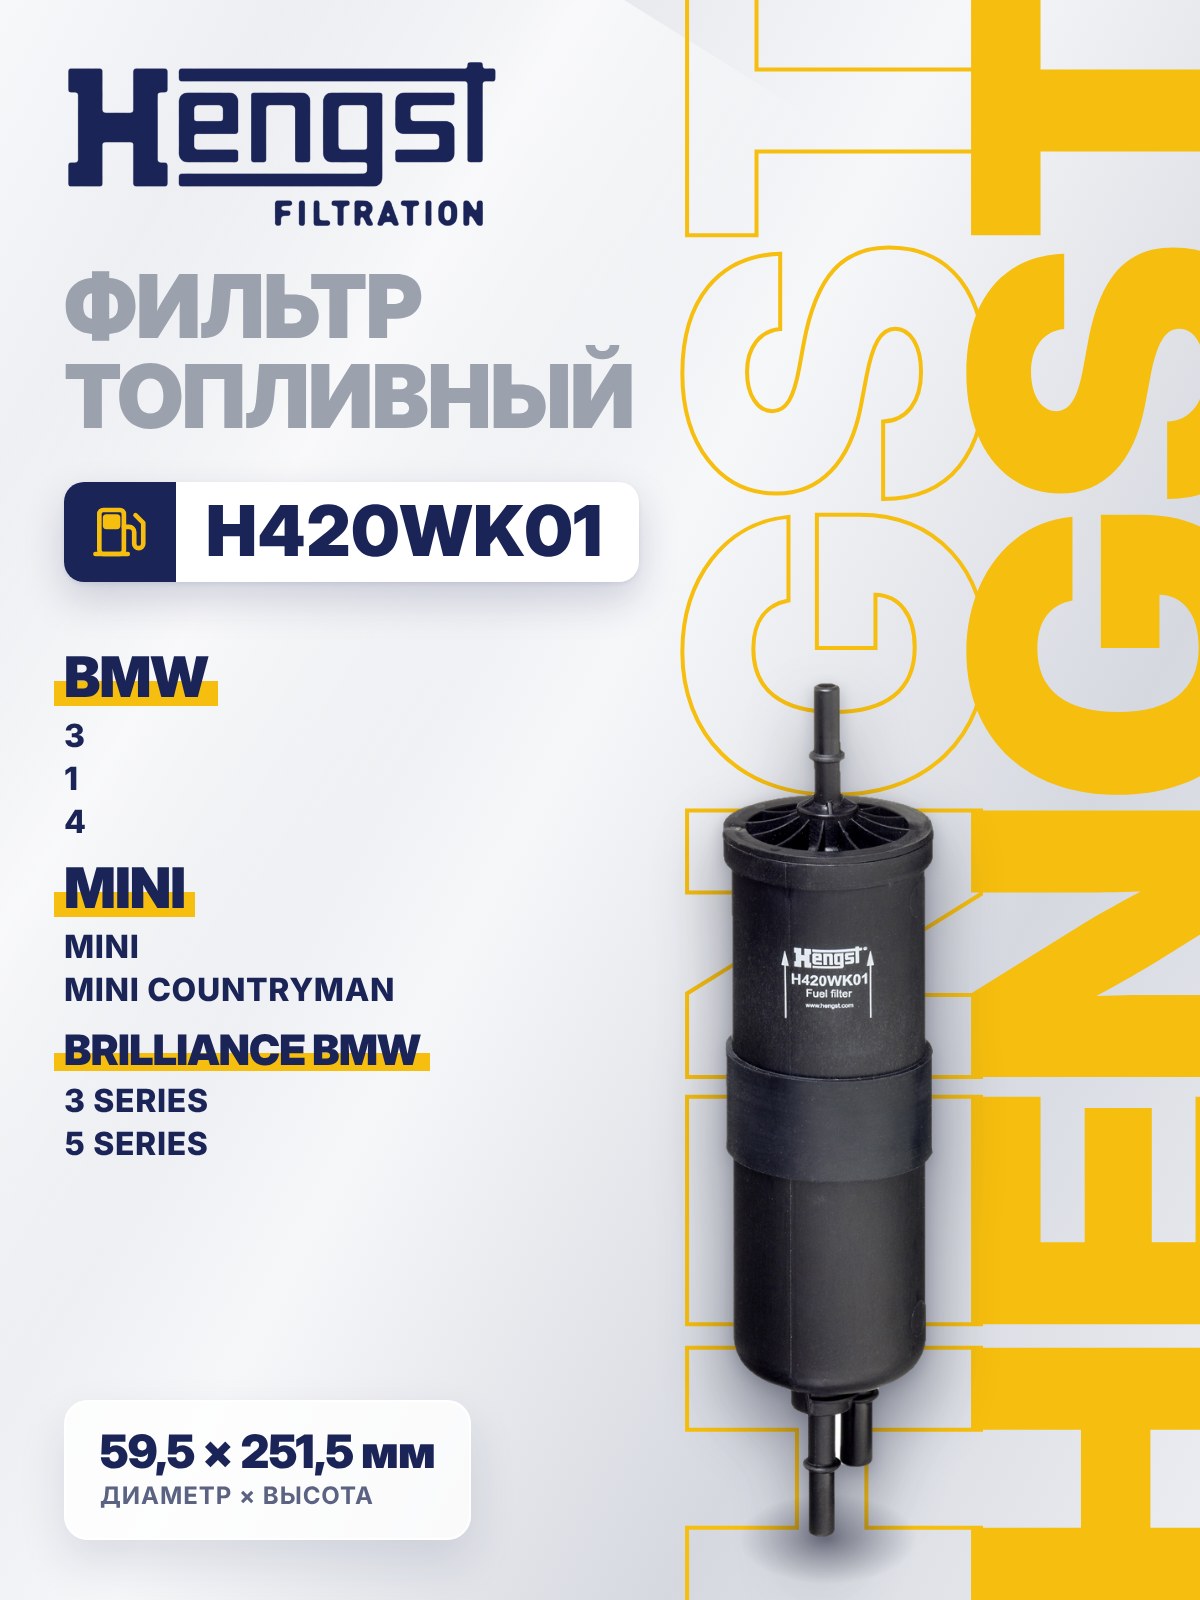 Hengst
FILTRATION
ФИЛЬТР
ТОПЛИВНЫЙ
H420WK01
BMW
3
1
4
MINI
MINI
MINI COUNTRYMAN
BRILLIANCE BMW
3 SERIES
5 SERIES
59,5 × 251,5 мм
ДИАМЕТР × ВЫСОТА
HENGST
HENGST
Hengst
H420WK01
Fuel filter
www.hengst.com